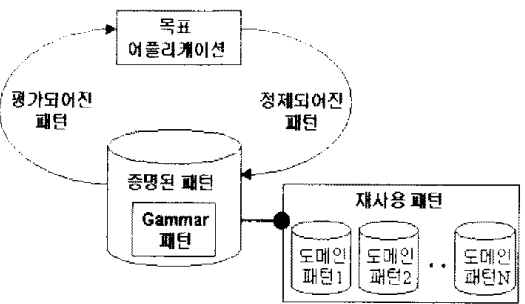 목표
어플리케이션
평가되어진
패턴
정제되어진
패턴
증명된 패턴
Gammar
패턴
재사용 패턴
도메인
패턴1
도메인
패턴2
..
도메인
패턴N